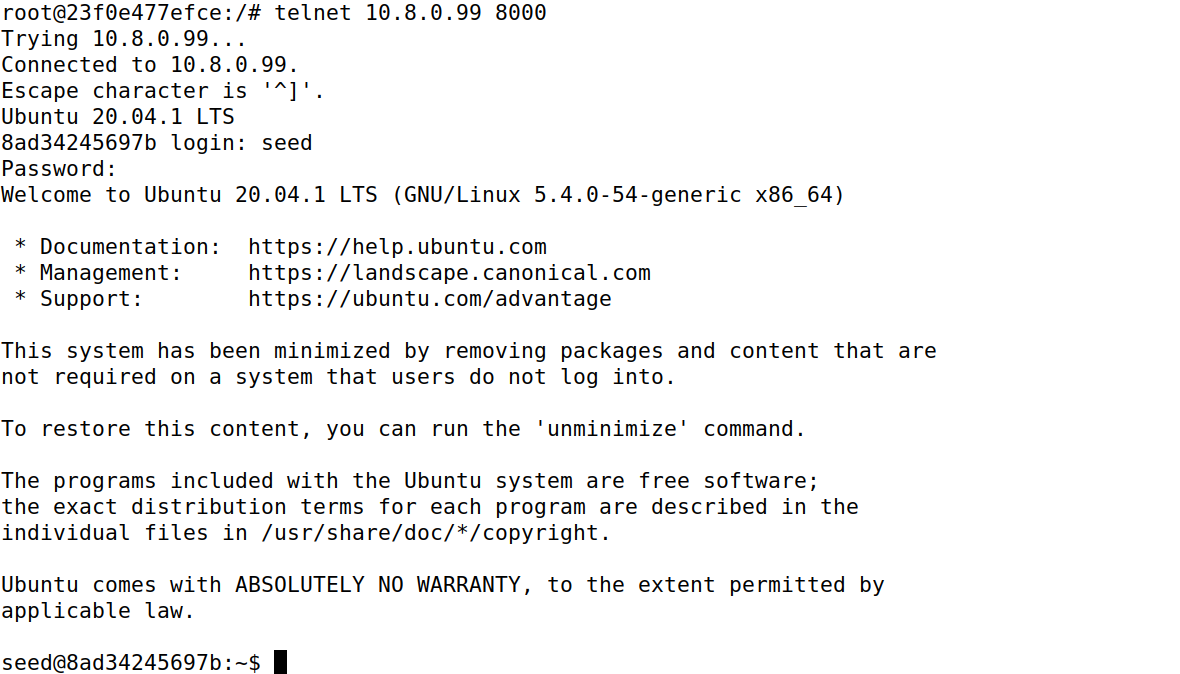 root@23f0e477efce:/# telnet 10.8.0.99 8000
Trying 10.8.0.99...
Connected to 10.8.0.99.
Escape character is '^]'.
Ubuntu 20.04.1 LTS
8ad34245697b login: seed
Password:
Welcome to Ubuntu 20.04.1 LTS (GNU/Linux 5.4.0-54-generic x86_64)

 * Documentation:  https://help.ubuntu.com
 * Management:     https://landscape.canonical.com
 * Support:        https://ubuntu.com/advantage

This system has been minimized by removing packages and content that are
not required on a system that users do not log into.

To restore this content, you can run the 'unminimize' command.

The programs included with the Ubuntu system are free software;
the exact distribution terms for each program are described in the
individual files in /usr/share/doc/*/copyright.

Ubuntu comes with ABSOLUTELY NO WARRANTY, to the extent permitted by
applicable law.

seed@8ad34245697b:~$